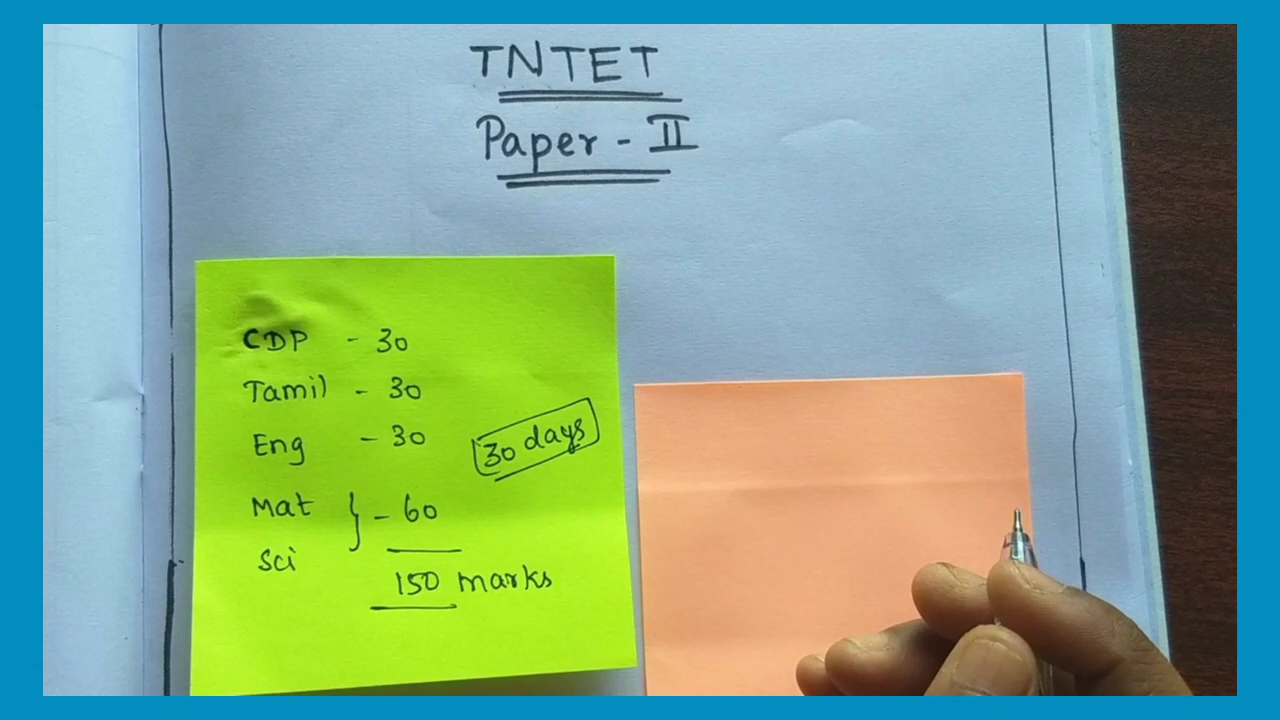 TNTET
Paper - II
CDP - 30
Tamil - 30
Eng - 30
30 days
Mat } - 60
Sci
150 marks